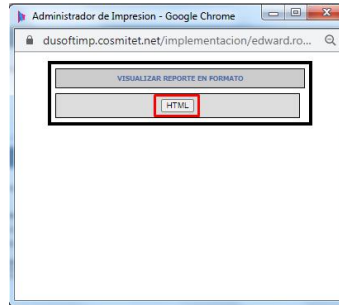 Administrador de Impresion - Google Chrome
dusoftimp.cosmitet.net/implementacion/edward.ro...
VISUALIZAR REPORTE EN FORMATO
HTML